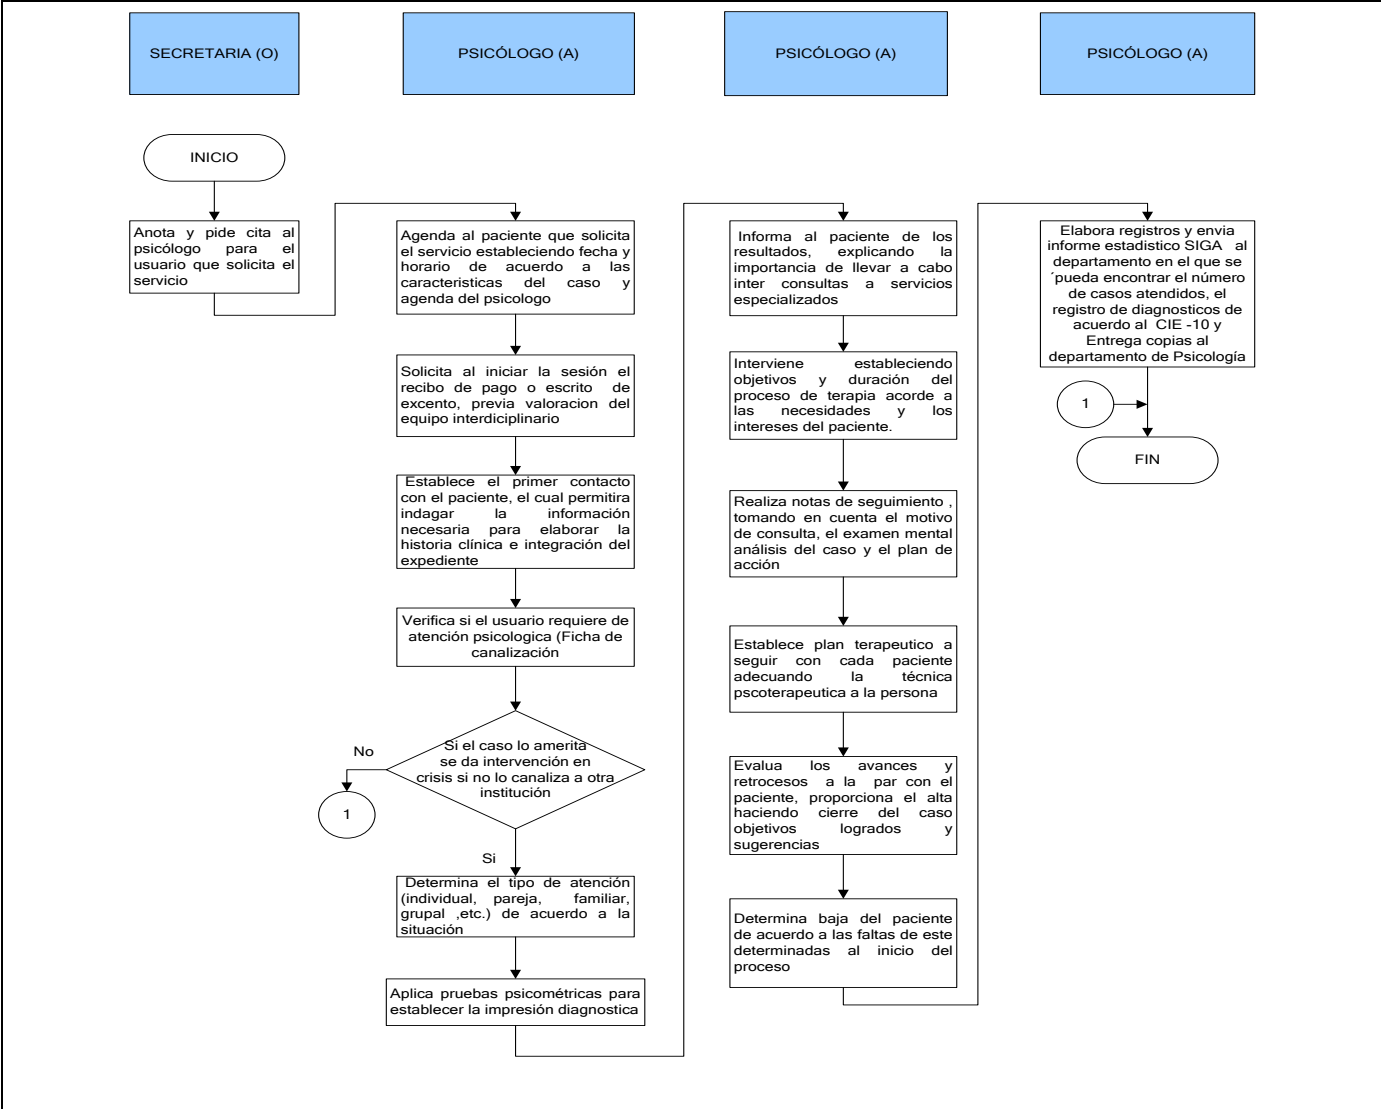 SECRETARIA (O)
PSICÓLOGO (A)
PSICÓLOGO (A)
PSICÓLOGO (A)
INICIO
Anota y pide cita al
psicólogo para el
usuario que solicita el
servicio
Agenda al paciente que solicita
el servicio estableciendo fecha y
horario de acuerdo a las
caracteristicas del caso y
agenda del psicologo
Solicita al iniciar la sesión el
recibo de pago o escrito de
excento, previa valoracion del
equipo interdiciplinario
Establece el primer contacto
con el paciente, el cual permitira
indagar la información
necesaria para elaborar la
historia clínica e integración del
expediente
Verifica si el usuario requiere de
atención psicologica (Ficha de
canalización
Si el caso lo amerita
se da intervención en
crisis si no lo canaliza a otra
institución
No
1
Si
Determina el tipo de atención
(individual, pareja, familiar,
grupal ,etc.) de acuerdo a la
situación
Aplica pruebas psicométricas para
establecer la impresión diagnostica
Informa al paciente de los
resultados, explicando la
importancia de llevar a cabo
inter consultas a servicios
especializados
Interviene estableciendo
objetivos y duración del
proceso de terapia acorde a
las necesidades y los
intereses del paciente.
Realiza notas de seguimiento ,
tomando en cuenta el motivo
de consulta, el examen mental
análisis del caso y el plan de
acción
Establece plan terapeutico a
seguir con cada paciente
adecuando la técnica
pscoterapeutica a la persona
Evalua los avances y
retrocesos a la par con el
paciente, proporciona el alta
haciendo cierre del caso
objetivos logrados y
sugerencias
Determina baja del paciente
de acuerdo a las faltas de este
determinadas al inicio del
proceso
Elabora registros y envia
informe estadistico SIGA al
departamento en el que se
´pueda encontrar el número
de casos atendidos, el
registro de diagnosticos de
acuerdo al CIE -10 y
Entrega copias al
departamento de Psicología
1
FIN